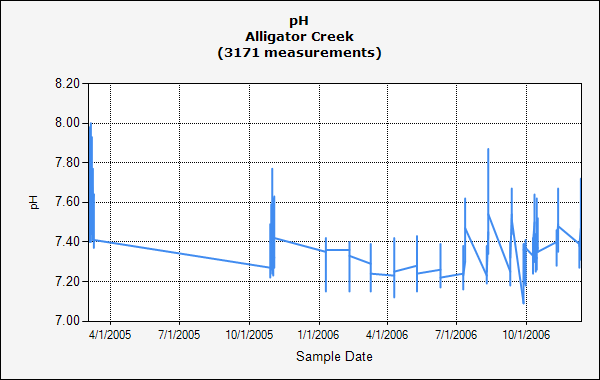 pH
Alligator Creek
(3171 measurements)
8.20
8.00
7.80
7.60
7.40
7.20
7.00
pH
4/1/2005 7/1/2005 10/1/2005 1/1/2006 4/1/2006 7/1/2006 10/1/2006
Sample Date